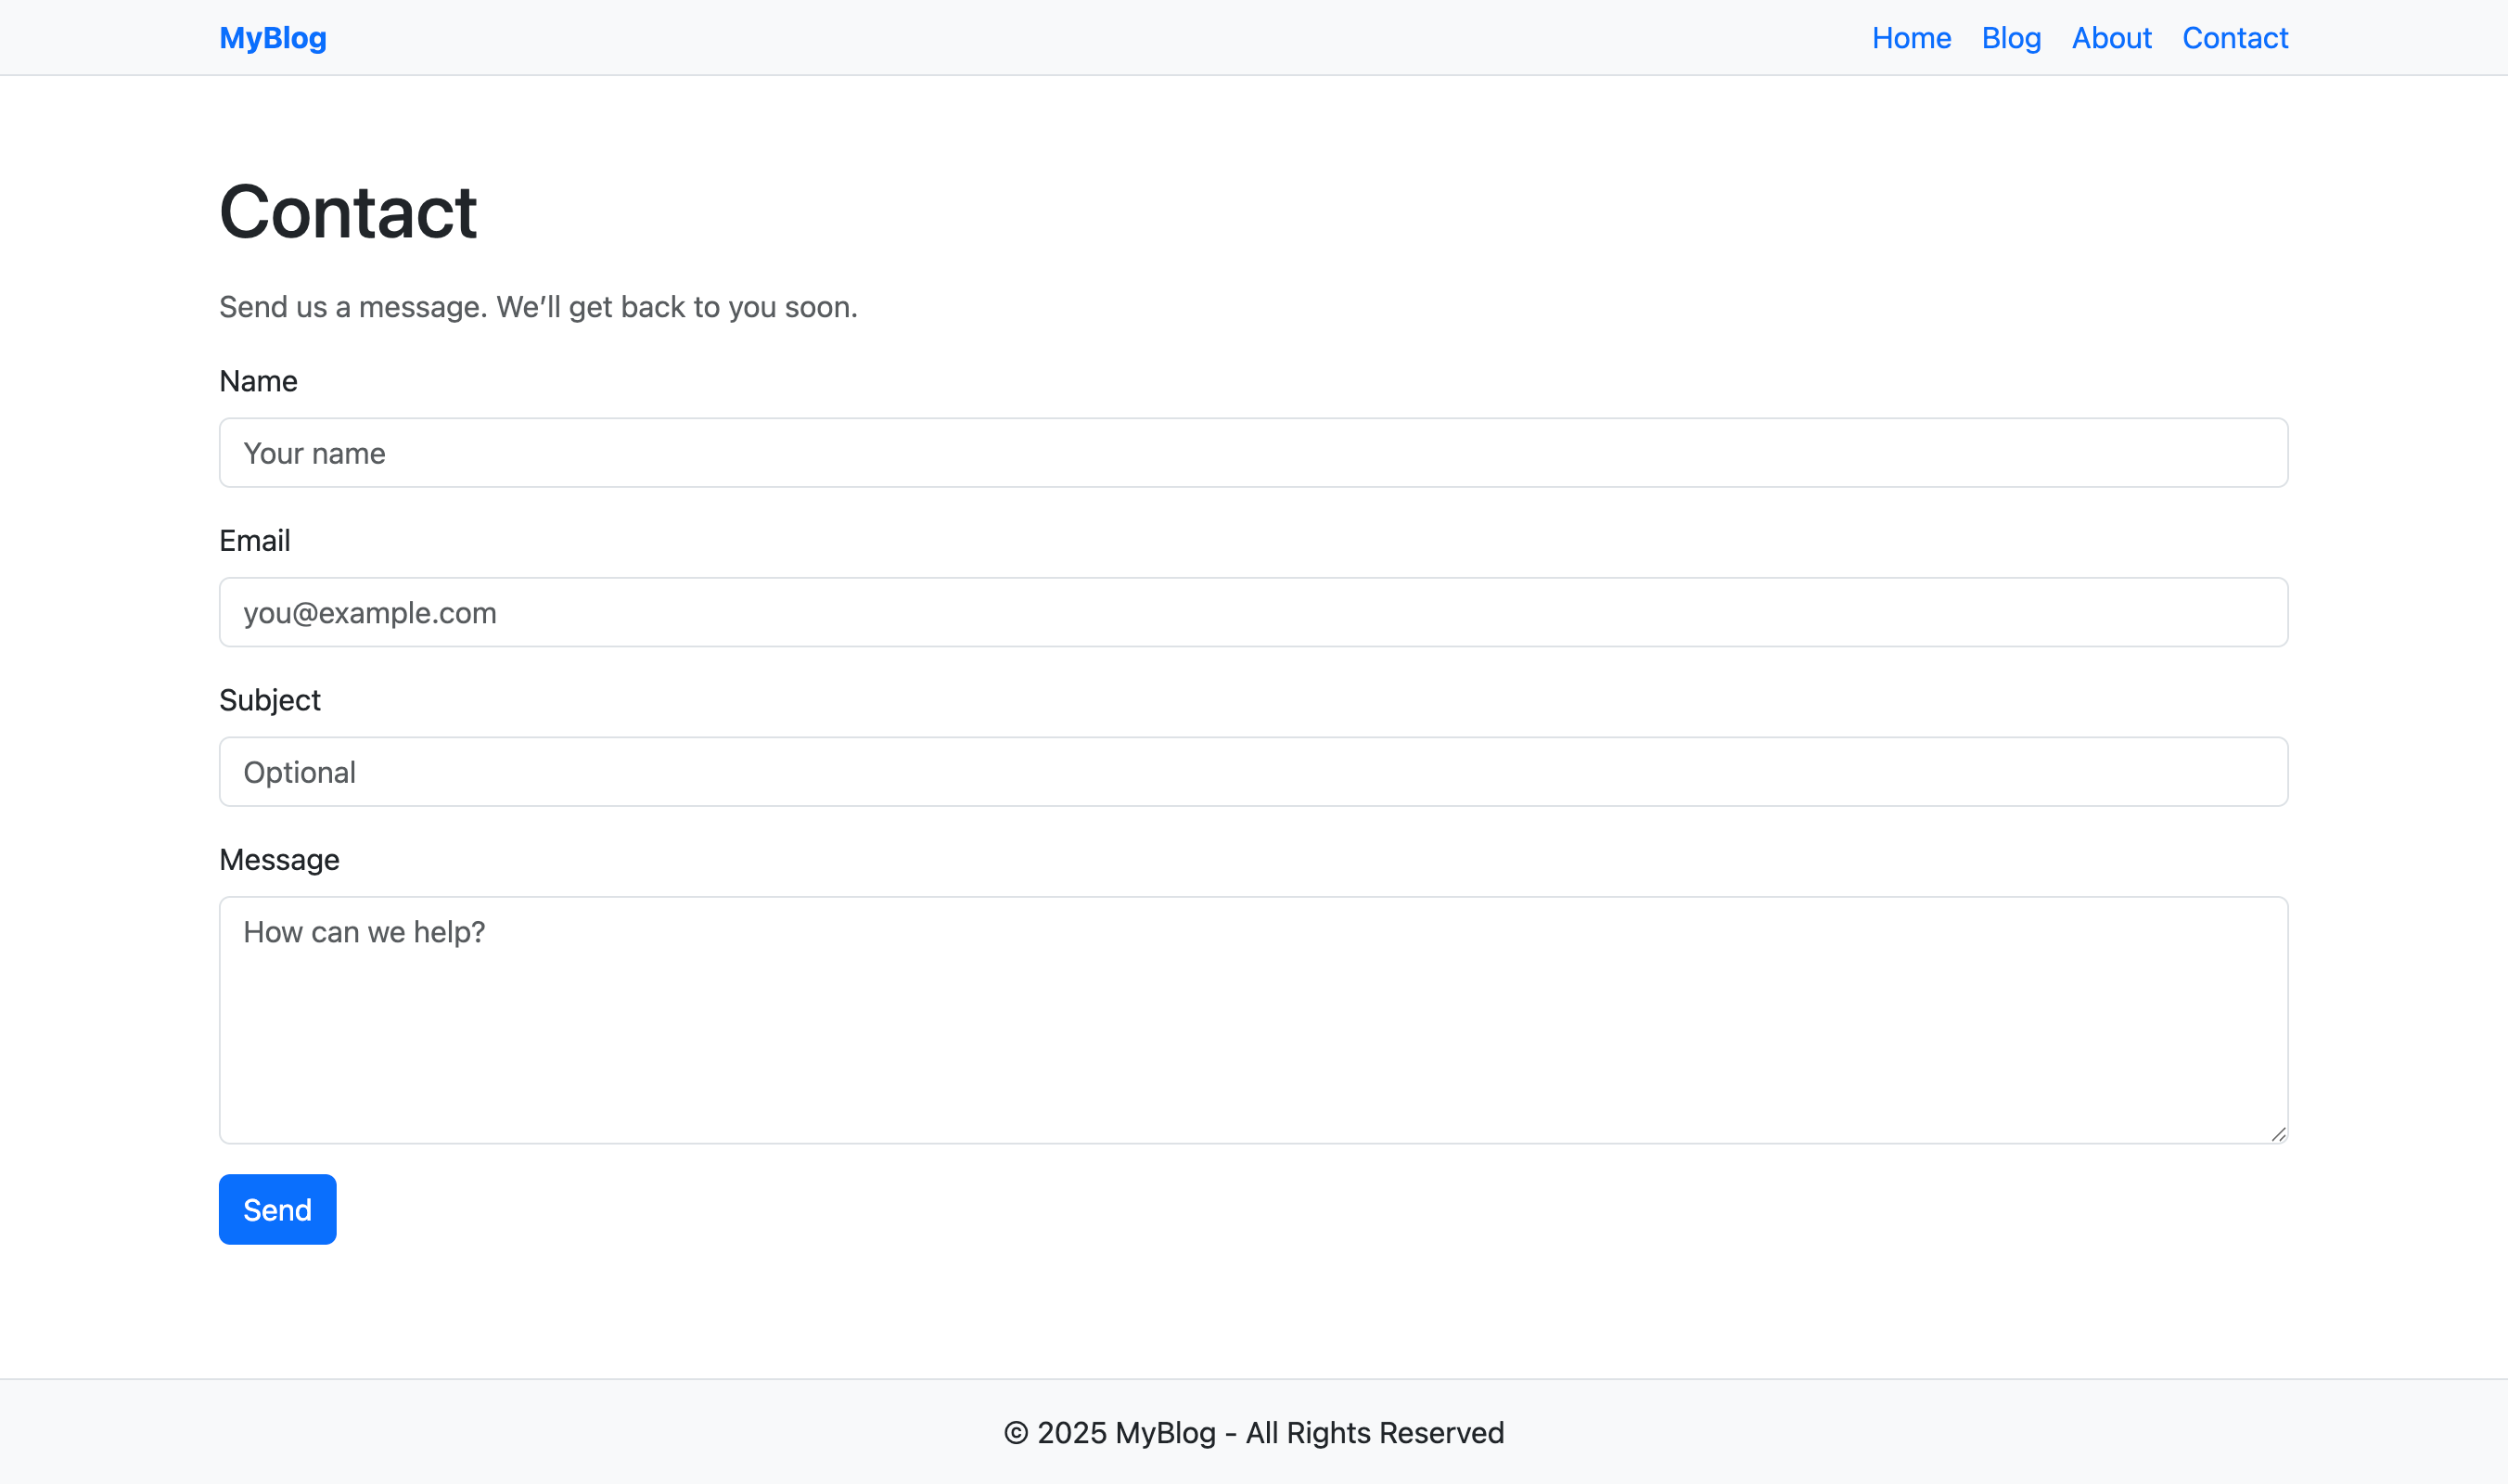 MyBlog
Home Blog About Contact
Contact
Send us a message. We’ll get back to you soon.
Name
Your name
Email
you@example.com
Subject
Optional
Message
How can we help?
Send
© 2025 MyBlog - All Rights Reserved